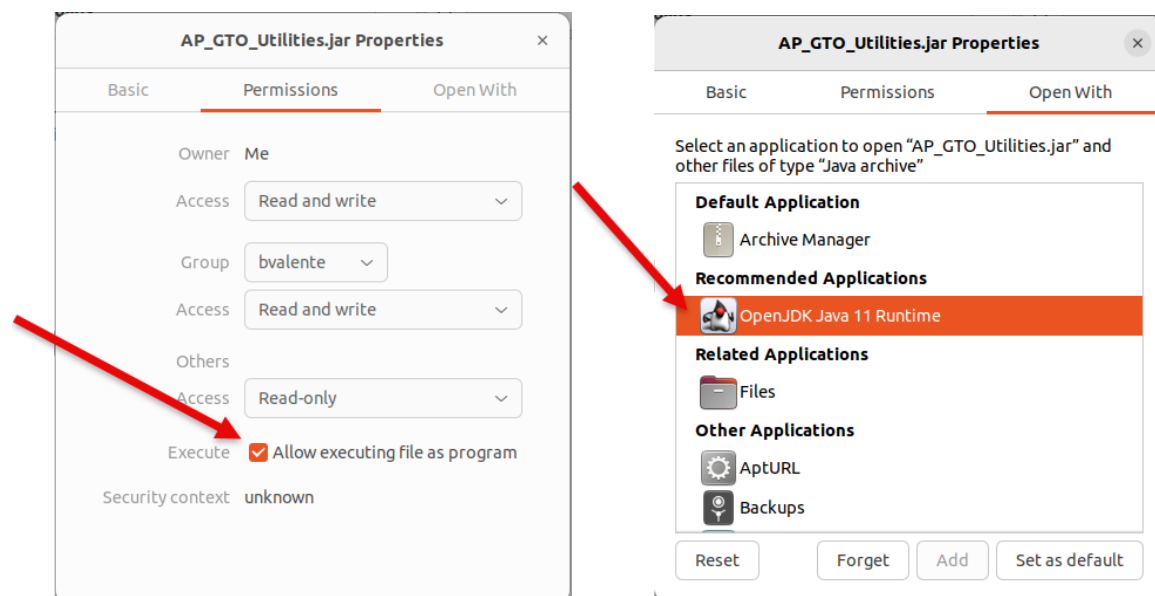 AP_GTO_Utilities.jar Properties
Basic Permissions Open With
Owner Me
Access Read and write
Group bvalente
Access Read and write
Others
Access Read-only
Execute Allow executing file as program
Security context unknown
AP_GTO_Utilities.jar Properties
Basic Permissions Open With
Select an application to open “AP_GTO_Utilities.jar” and
other files of type “Java archive”
Default Application
Archive Manager
Recommended Applications
OpenJDK Java 11 Runtime
Related Applications
Files
Other Applications
AptURL
Backups
Reset Forget Add Set as default